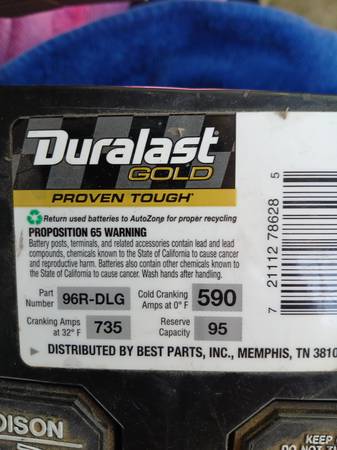 Duralast
GOLD
PROVEN TOUGH
Return used batteries to AutoZone for proper recycling
PROPOSITION 65 WARNING
Battery posts, terminals, and related accessories contain lead and lead
compounds, chemicals known to the State of California to cause cancer
and reproductive harm. Batteries also contain other chemicals known to
the State of California to cause cancer. Wash hands after handling.
Part Number 96R-DLG Cold Cranking Amps at 0° F 590
Cranking Amps at 32° F 735 Reserve Capacity 95
DISTRIBUTED BY BEST PARTS, INC., MEMPHIS, TN 3810
7 21112 78628 5
OISON
KEEP
DO NOT